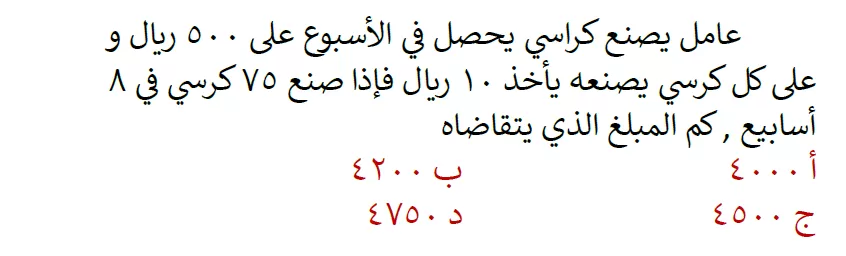 عامل يصنع كراسي يحصل في الأسبوع على ٥٠٠ ريال و
على كل كرسي يصنعه يأخذ ١٠ ريال فإذا صنع ٧٥ كرسي في ٨
أسابيع , كم المبلغ الذي يتقاضاه
أ ٤٠٠٠ ب ٤٢٠٠
ج ٤٥٠٠ د ٤٧٥٠